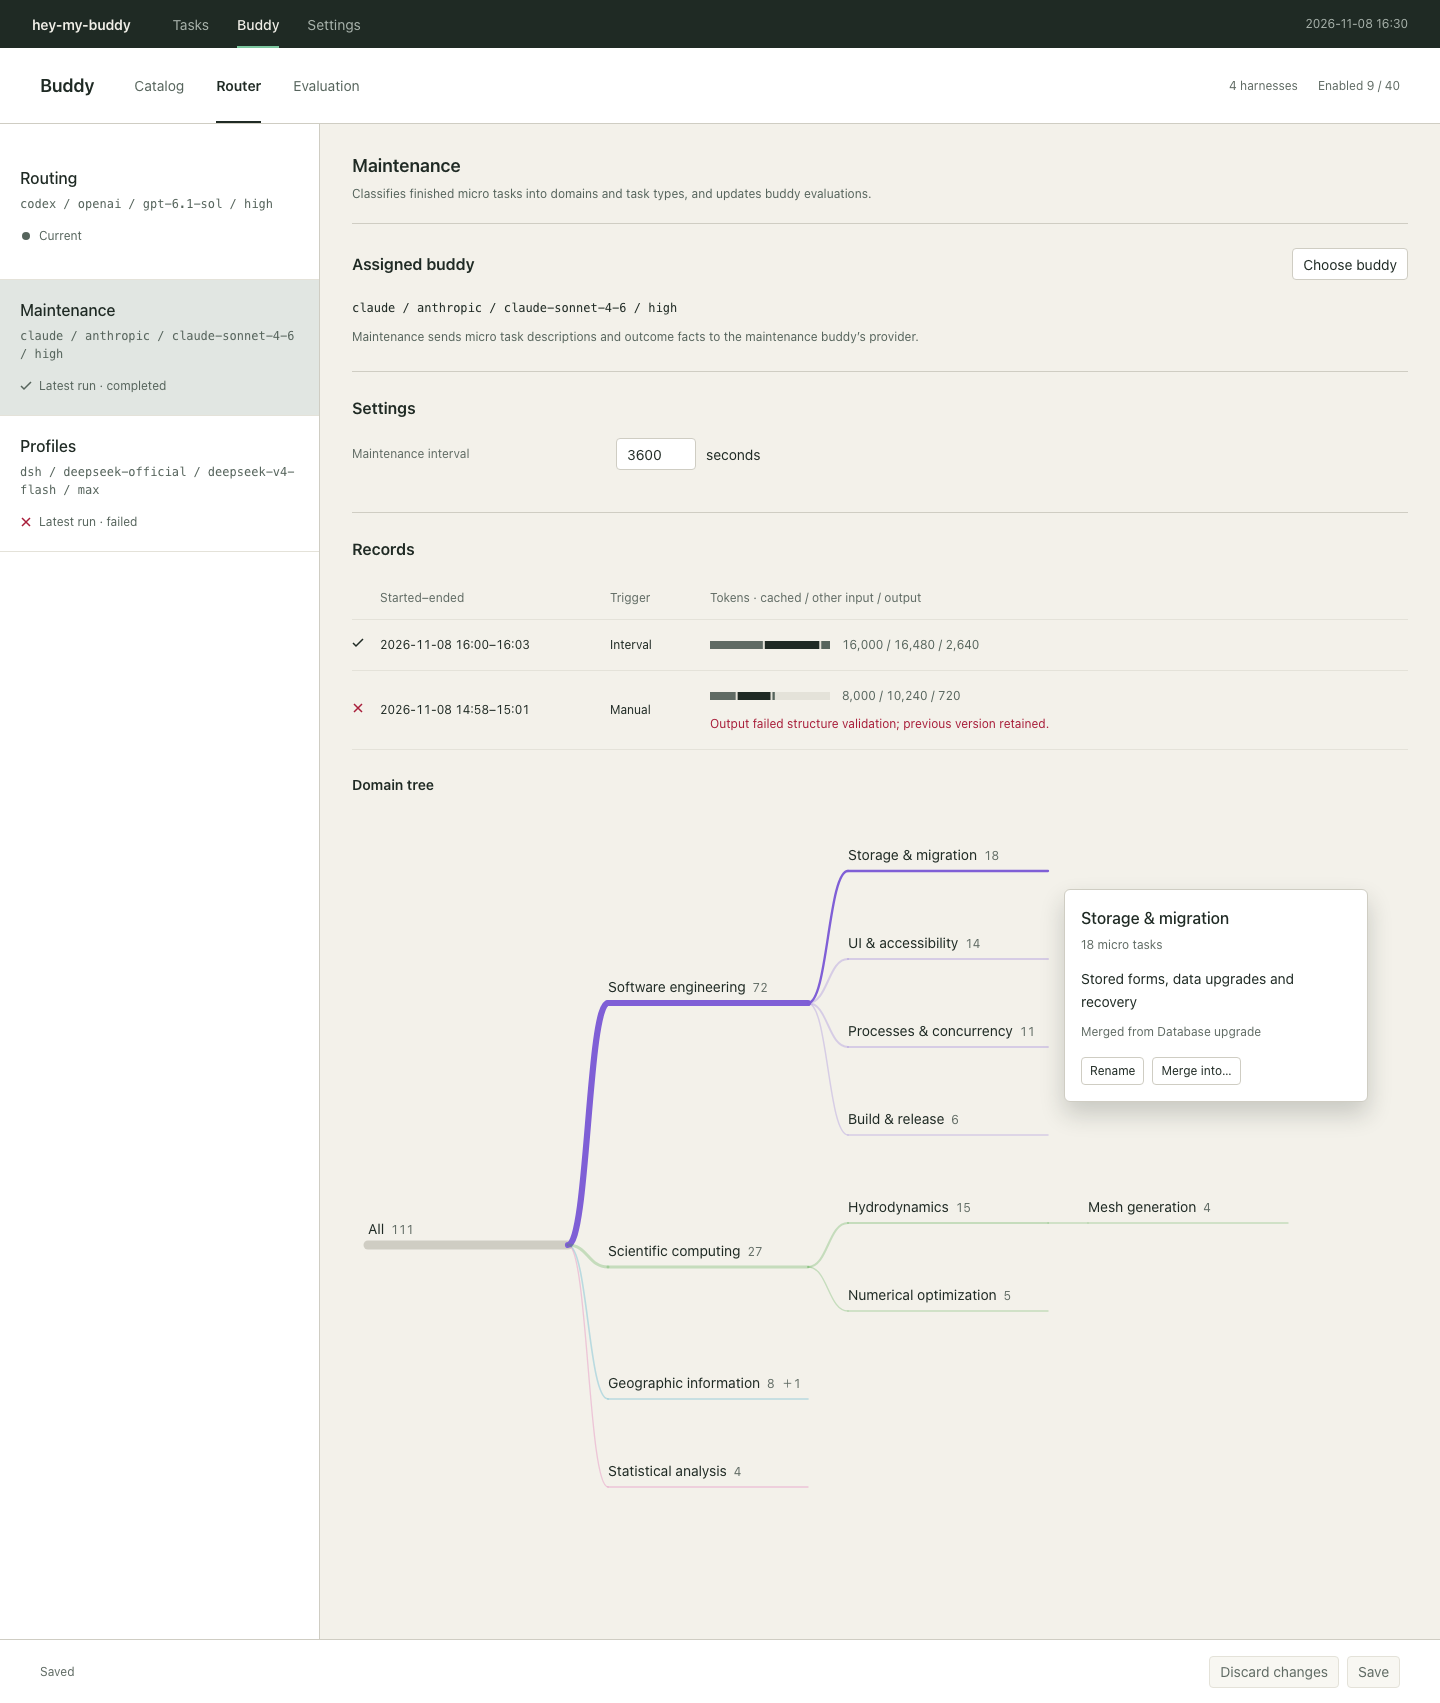 hey-my-buddy Tasks Buddy Settings 2026-11-08 16:30
Buddy Catalog Router Evaluation 4 harnesses Enabled 9 / 40
Routing
codex / openai / gpt-6.1-sol / high
Current
Maintenance
claude / anthropic / claude-sonnet-4-6
/ high
Latest run · completed
Profiles
dsh / deepseek-official / deepseek-v4-
flash / max
Latest run · failed
Maintenance
Classifies finished micro tasks into domains and task types, and updates buddy evaluations.
Assigned buddy
Choose buddy
claude / anthropic / claude-sonnet-4-6 / high
Maintenance sends micro task descriptions and outcome facts to the maintenance buddy's provider.
Settings
Maintenance interval 3600 seconds
Records
Started–ended Trigger Tokens · cached / other input / output
2026-11-08 16:00–16:03 Interval 16,000 / 16,480 / 2,640
2026-11-08 14:58–15:01 Manual 8,000 / 10,240 / 720
Output failed structure validation; previous version retained.
Domain tree
All 111
Software engineering 72
Storage & migration 18
UI & accessibility 14
Processes & concurrency 11
Build & release 6
Scientific computing 27
Hydrodynamics 15
Mesh generation 4
Numerical optimization 5
Geographic information 8 +1
Statistical analysis 4
Storage & migration
18 micro tasks
Stored forms, data upgrades and
recovery
Merged from Database upgrade
Rename Merge into…
Saved Discard changes Save